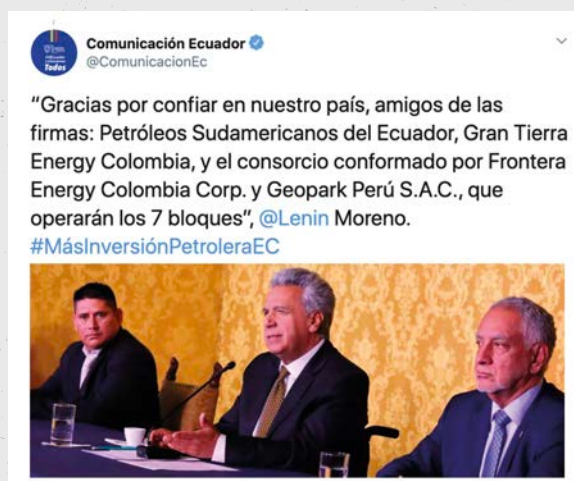 Comunicación Ecuador
@ComunicacionEc
“Gracias por confiar en nuestro país, amigos de las
firmas: Petróleos Sudamericanos del Ecuador, Gran Tierra
Energy Colombia, y el consorcio conformado por Frontera
Energy Colombia Corp. y Geopark Perú S.A.C., que
operarán los 7 bloques”, @Lenin Moreno.
#MásInversiónPetroleraEC